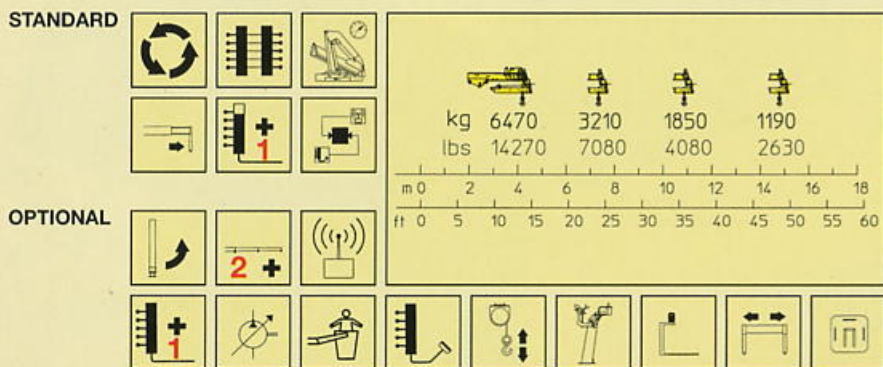 STANDARD
+
1
kg 6470 3210 1850 1190
lbs 14270 7080 4080 2630
m 0 2 4 6 8 10 12 14 16 18
OPTIONAL
ft 0 5 10 15 20 25 30 35 40 45 50 55 60
2 +
+
1